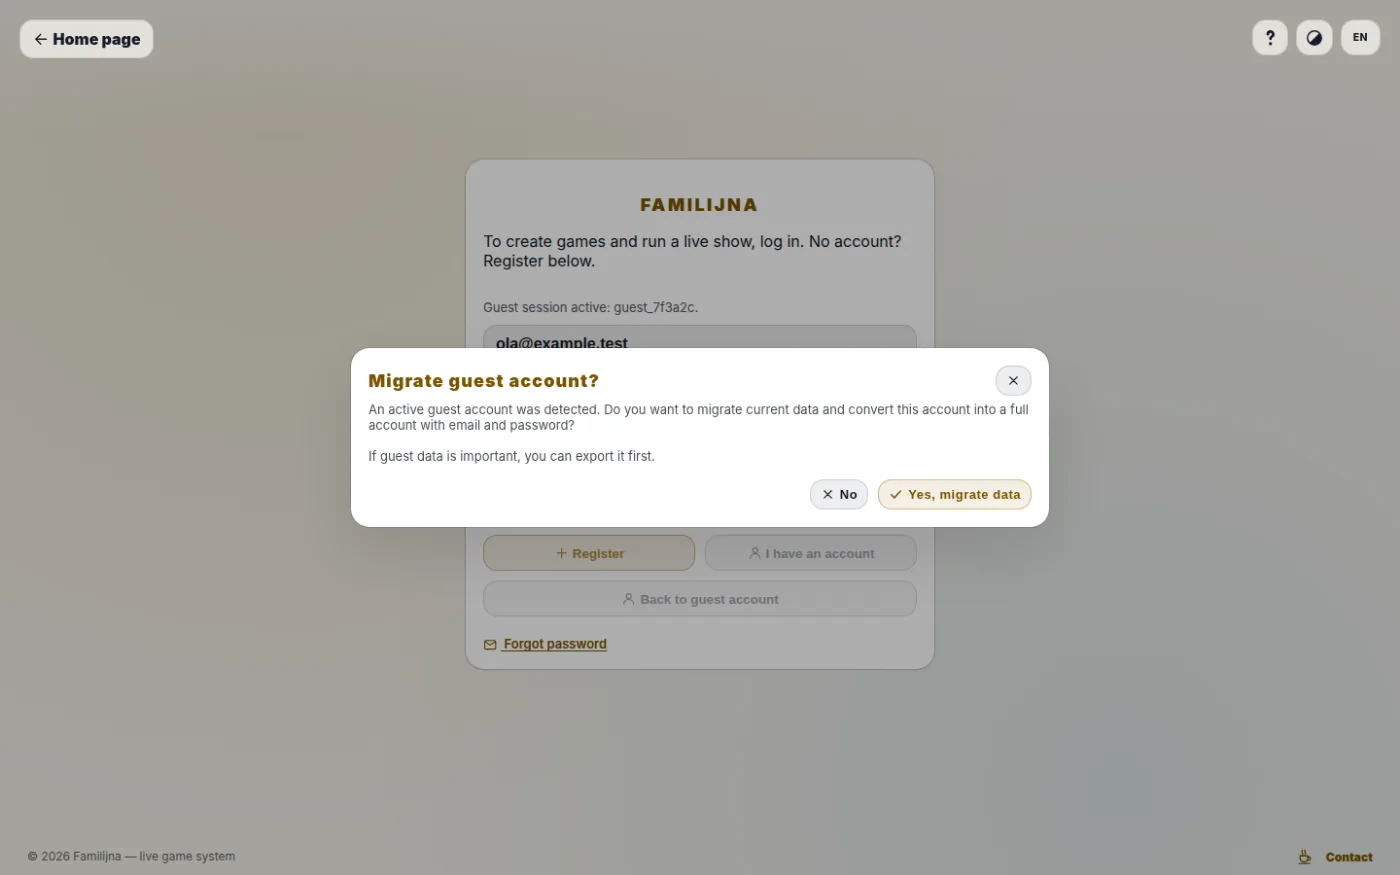 Home page
?
EN
FAMILIJNA
To create games and run a live show, log in. No account?
Register below.
Guest session active: guest_7f3a2c.
ola@example.test
Migrate guest account?
An active guest account was detected. Do you want to migrate current data and convert this account into a full
account with email and password?
If guest data is important, you can export it first.
No
Yes, migrate data
Register
I have an account
Back to guest account
Forgot password
© 2026 Familijna — live game system
Contact